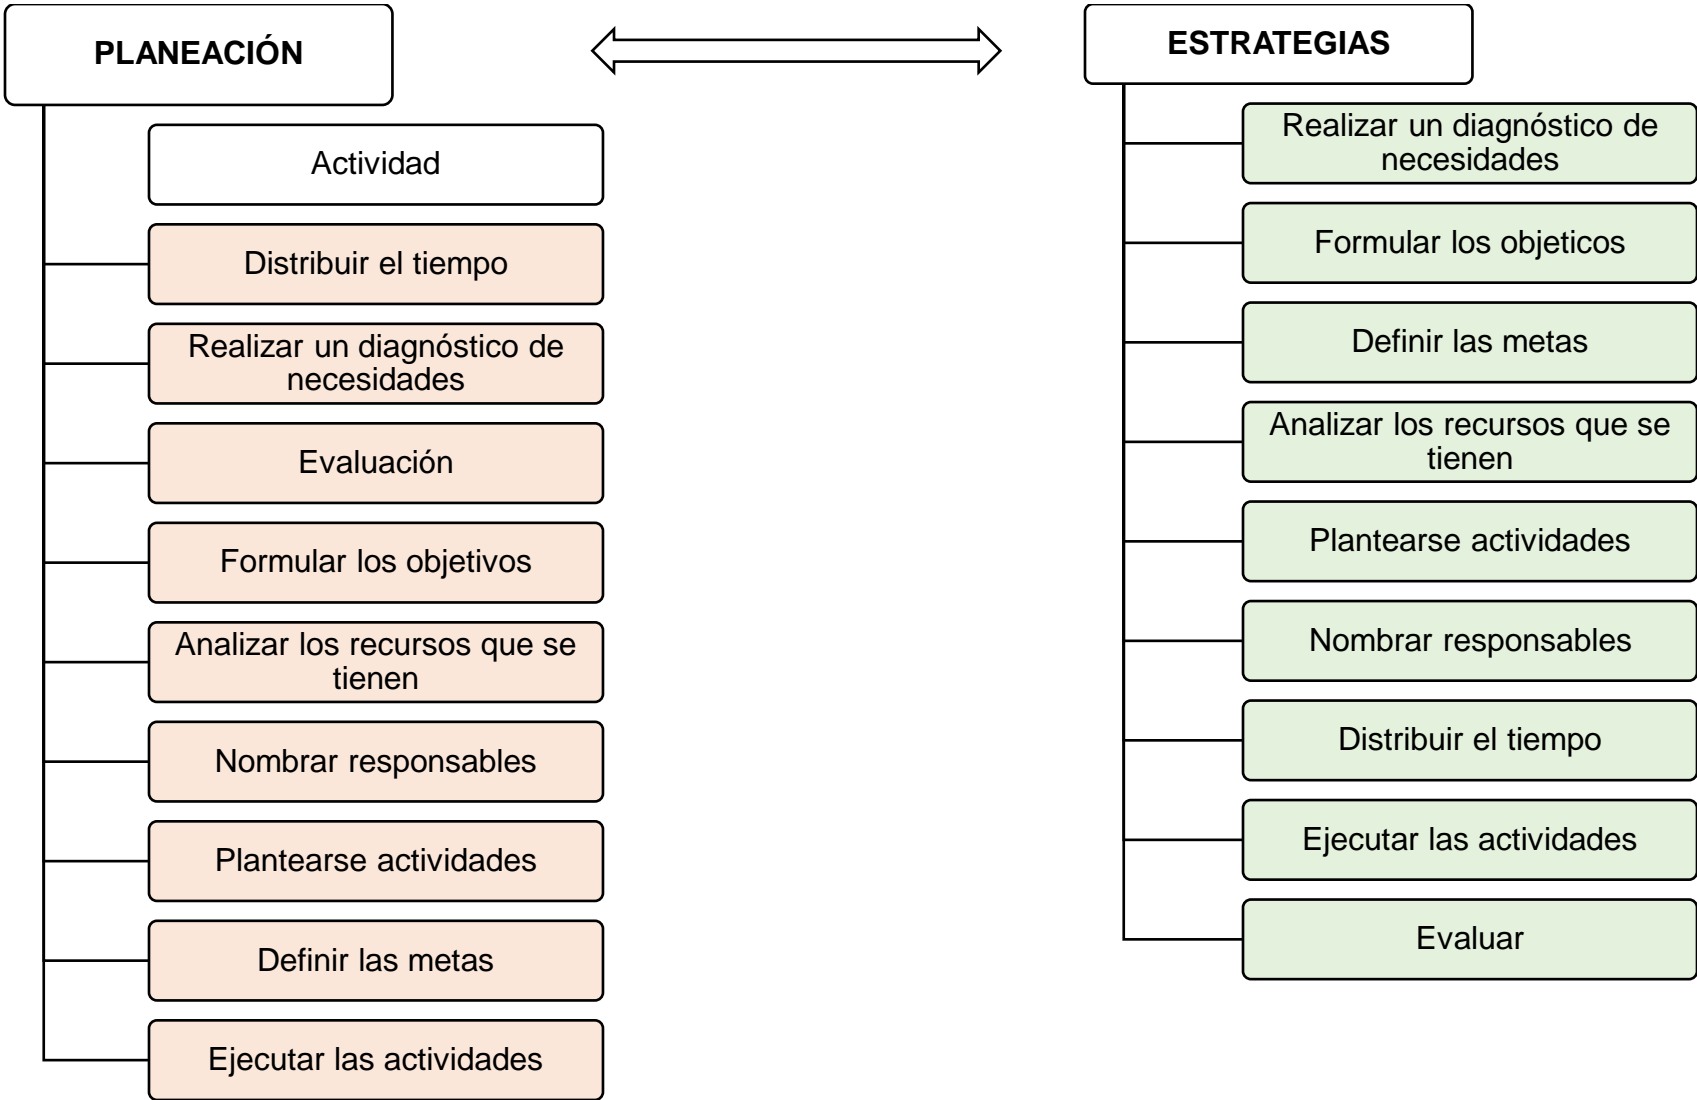 PLANEACIÓN
Actividad
Distribuir el tiempo
Realizar un diagnóstico de
necesidades
Evaluación
Formular los objetivos
Analizar los recursos que se
tienen
Nombrar responsables
Plantearse actividades
Definir las metas
Ejecutar las actividades
ESTRATEGIAS
Realizar un diagnóstico de
necesidades
Formular los objeticos
Definir las metas
Analizar los recursos que se
tienen
Plantearse actividades
Nombrar responsables
Distribuir el tiempo
Ejecutar las actividades
Evaluar